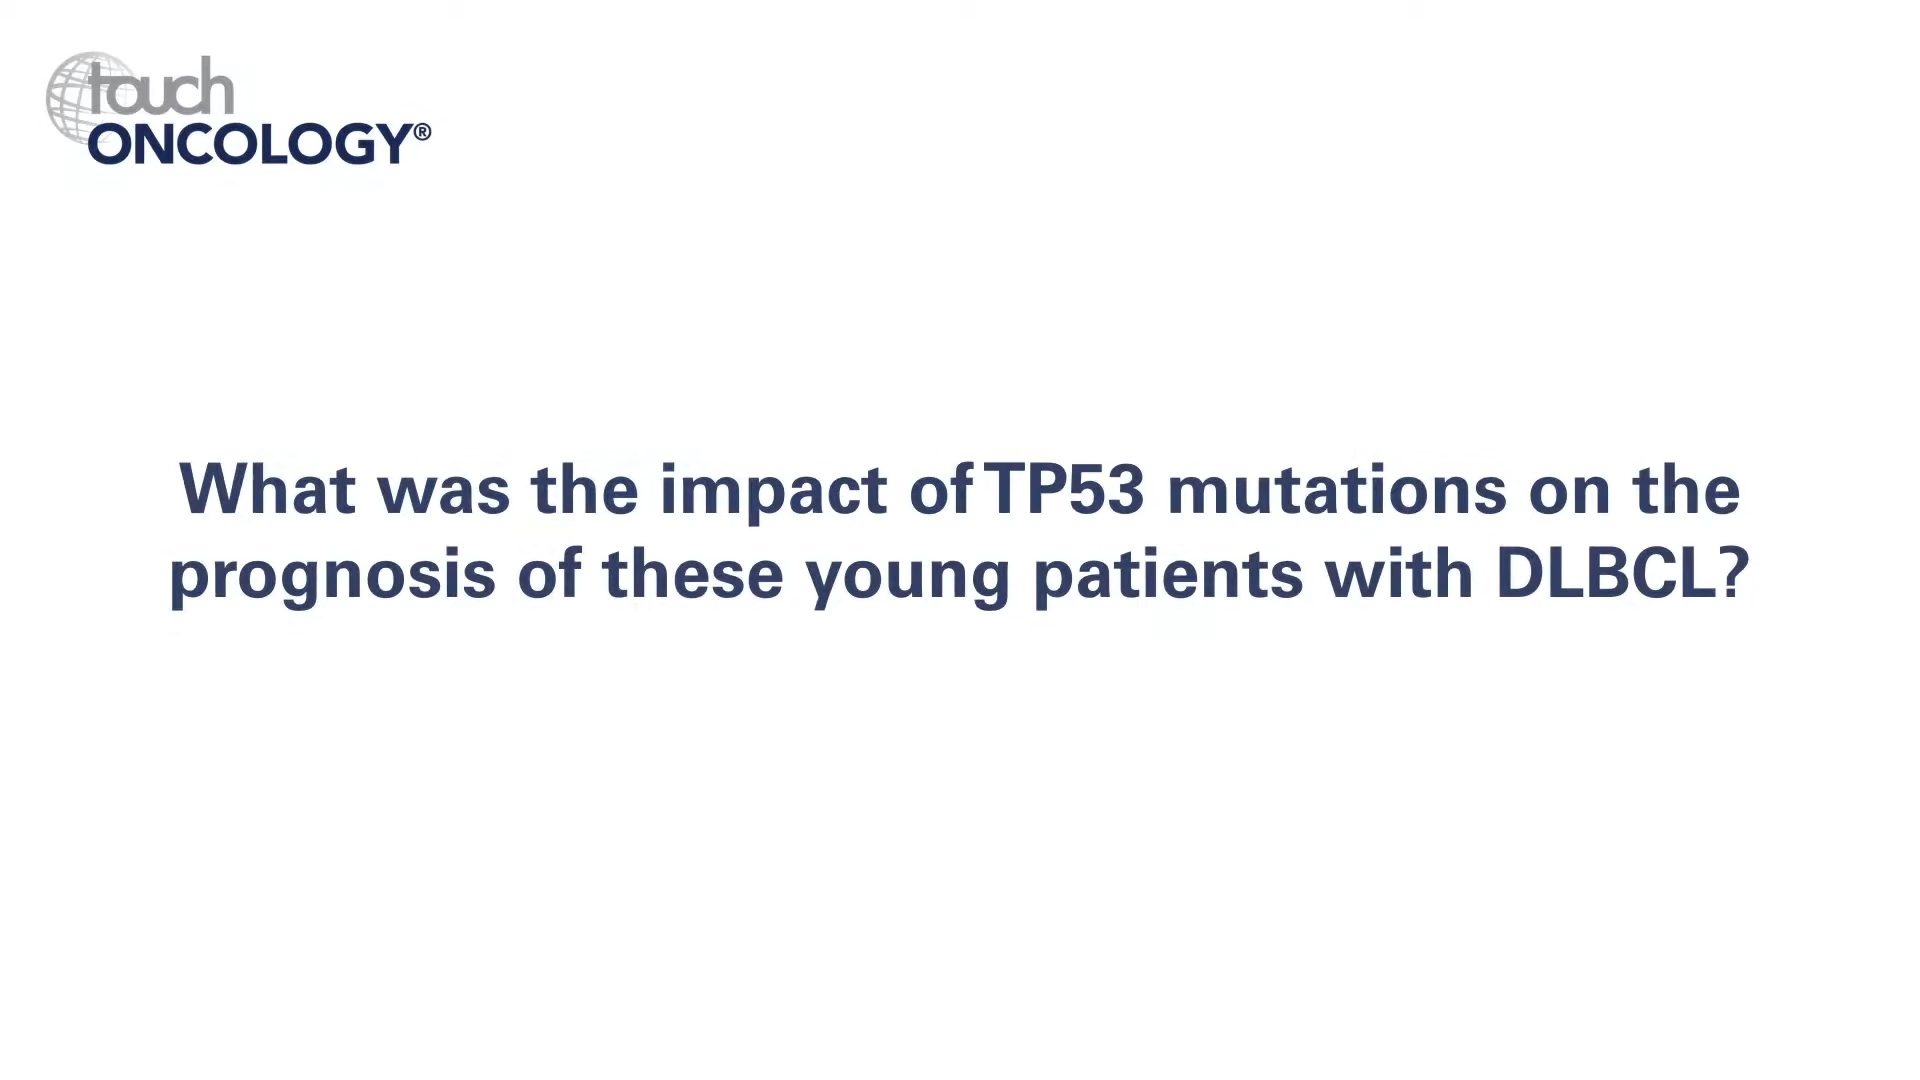 touch
ONCOLOGY®
What was the impact of TP53 mutations on the
prognosis of these young patients with DLBCL?